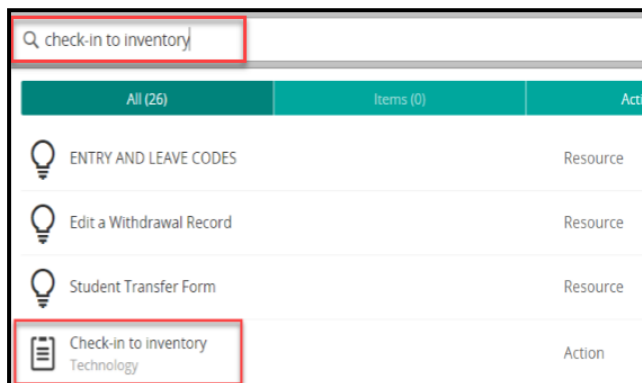 check-in to inventory
All (26) Items (0) Acti
ENTRY AND LEAVE CODES Resource
Edit a Withdrawal Record Resource
Student Transfer Form Resource
Check-in to inventory
Technology
Action